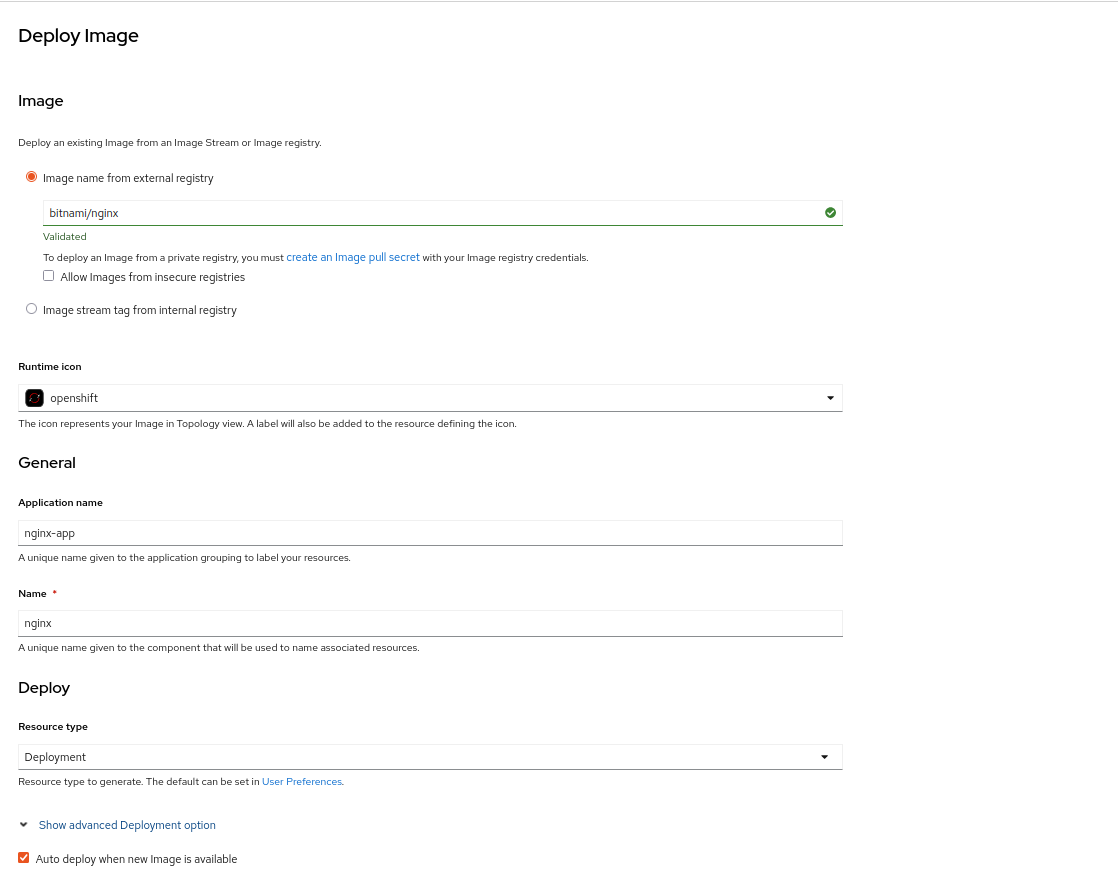 Deploy Image
Image
Deploy an existing Image from an Image Stream or Image registry.
Image name from external registry
bitnami/nginx
Validated
To deploy an Image from a private registry, you must create an Image pull secret with your Image registry credentials.
Allow Images from insecure registries
Image stream tag from internal registry
Runtime icon
openshift
The icon represents your Image in Topology view. A label will also be added to the resource defining the icon.
General
Application name
nginx-app
A unique name given to the application grouping to label your resources.
Name *
nginx
A unique name given to the component that will be used to name associated resources.
Deploy
Resource type
Deployment
Resource type to generate. The default can be set in User Preferences.
Show advanced Deployment option
Auto deploy when new Image is available